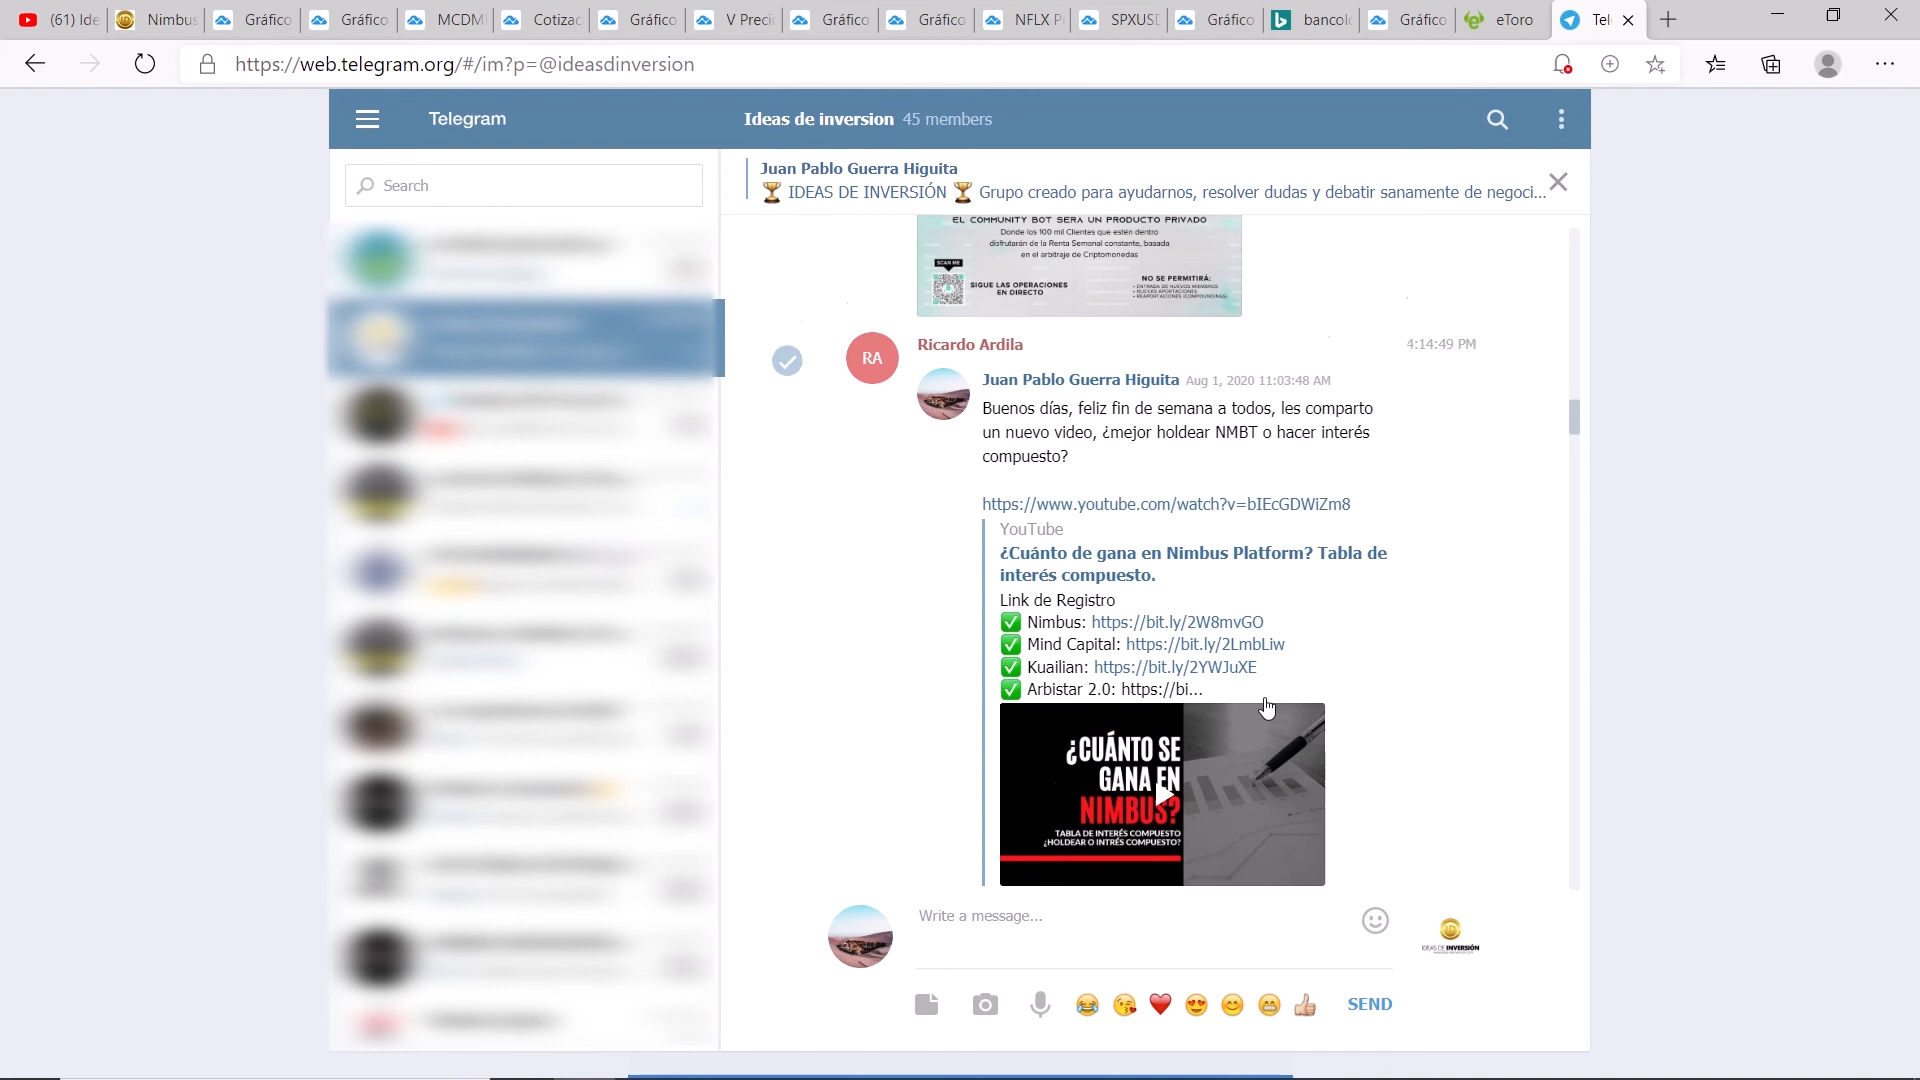 (61) Ide
Nimbus
Gráfico
Gráfico
MCDM
Cotizac
Gráfico
V Preci
Gráfico
Gráfico
NFLX P
SPXUSD
Gráfico
bancol
Gráfico
eToro
Tel
https://web.telegram.org/#/im?p=@ideasdinversion
Telegram
Ideas de inversion 45 members
Search
Juan Pablo Guerra Higuita
🏆 IDEAS DE INVERSIÓN 🏆 Grupo creado para ayudarnos, resolver dudas y debatir sanamente de negoci...
EL COMMUNITY BOT SERA UN PRODUCTO PRIVADO
Donde los 100 mil Clientes que estén dentro
disfrutarán de la Renta Semanal constante, basada
en el arbitraje de Criptomonedas
SCAN ME
SIGUE LAS OPERACIONES
EN DIRECTO
NO SE PERMITIRÁ:
• ENTRADA DE NUEVOS MIEMBROS
• NUEVAS APORTACIONES
• REAPORTACIONES (COMPOUNDINGS)
RA
Ricardo Ardila
4:14:49 PM
Juan Pablo Guerra Higuita Aug 1, 2020 11:03:48 AM
Buenos días, feliz fin de semana a todos, les comparto
un nuevo video, ¿mejor holdear NMBT o hacer interés
compuesto?
https://www.youtube.com/watch?v=bIEcGDWiZm8
YouTube
¿Cuánto de gana en Nimbus Platform? Tabla de
interés compuesto.
Link de Registro
✅ Nimbus: https://bit.ly/2W8mvGO
✅ Mind Capital: https://bit.ly/2LmbLiw
✅ Kuailian: https://bit.ly/2YWJuXE
✅ Arbistar 2.0: https://bi...
¿CUÁNTO SE
GANA EN
NIMBUS?
TABLA DE INTERÉS COMPUESTO
¿HOLDEAR O INTRÉS COMPUESTO?
Write a message...
IDEAS DE INVERSIÓN
SEND